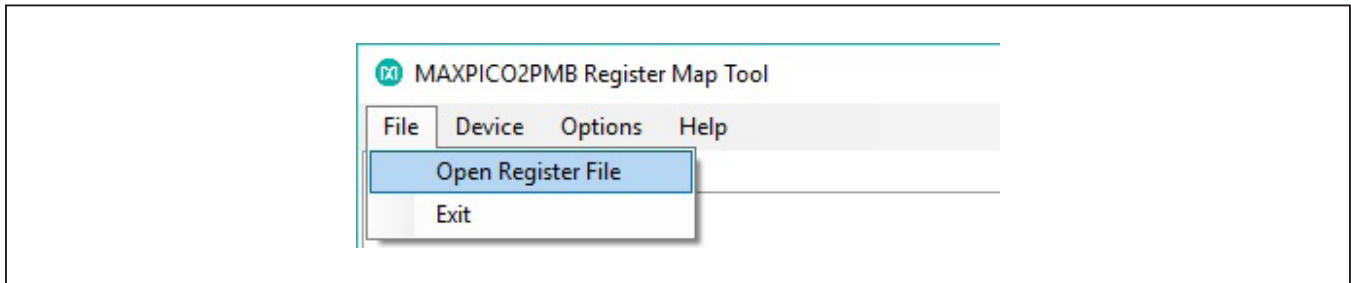 MAXPICO2PMB Register Map Tool
File Device Options Help
Open Register File
Exit